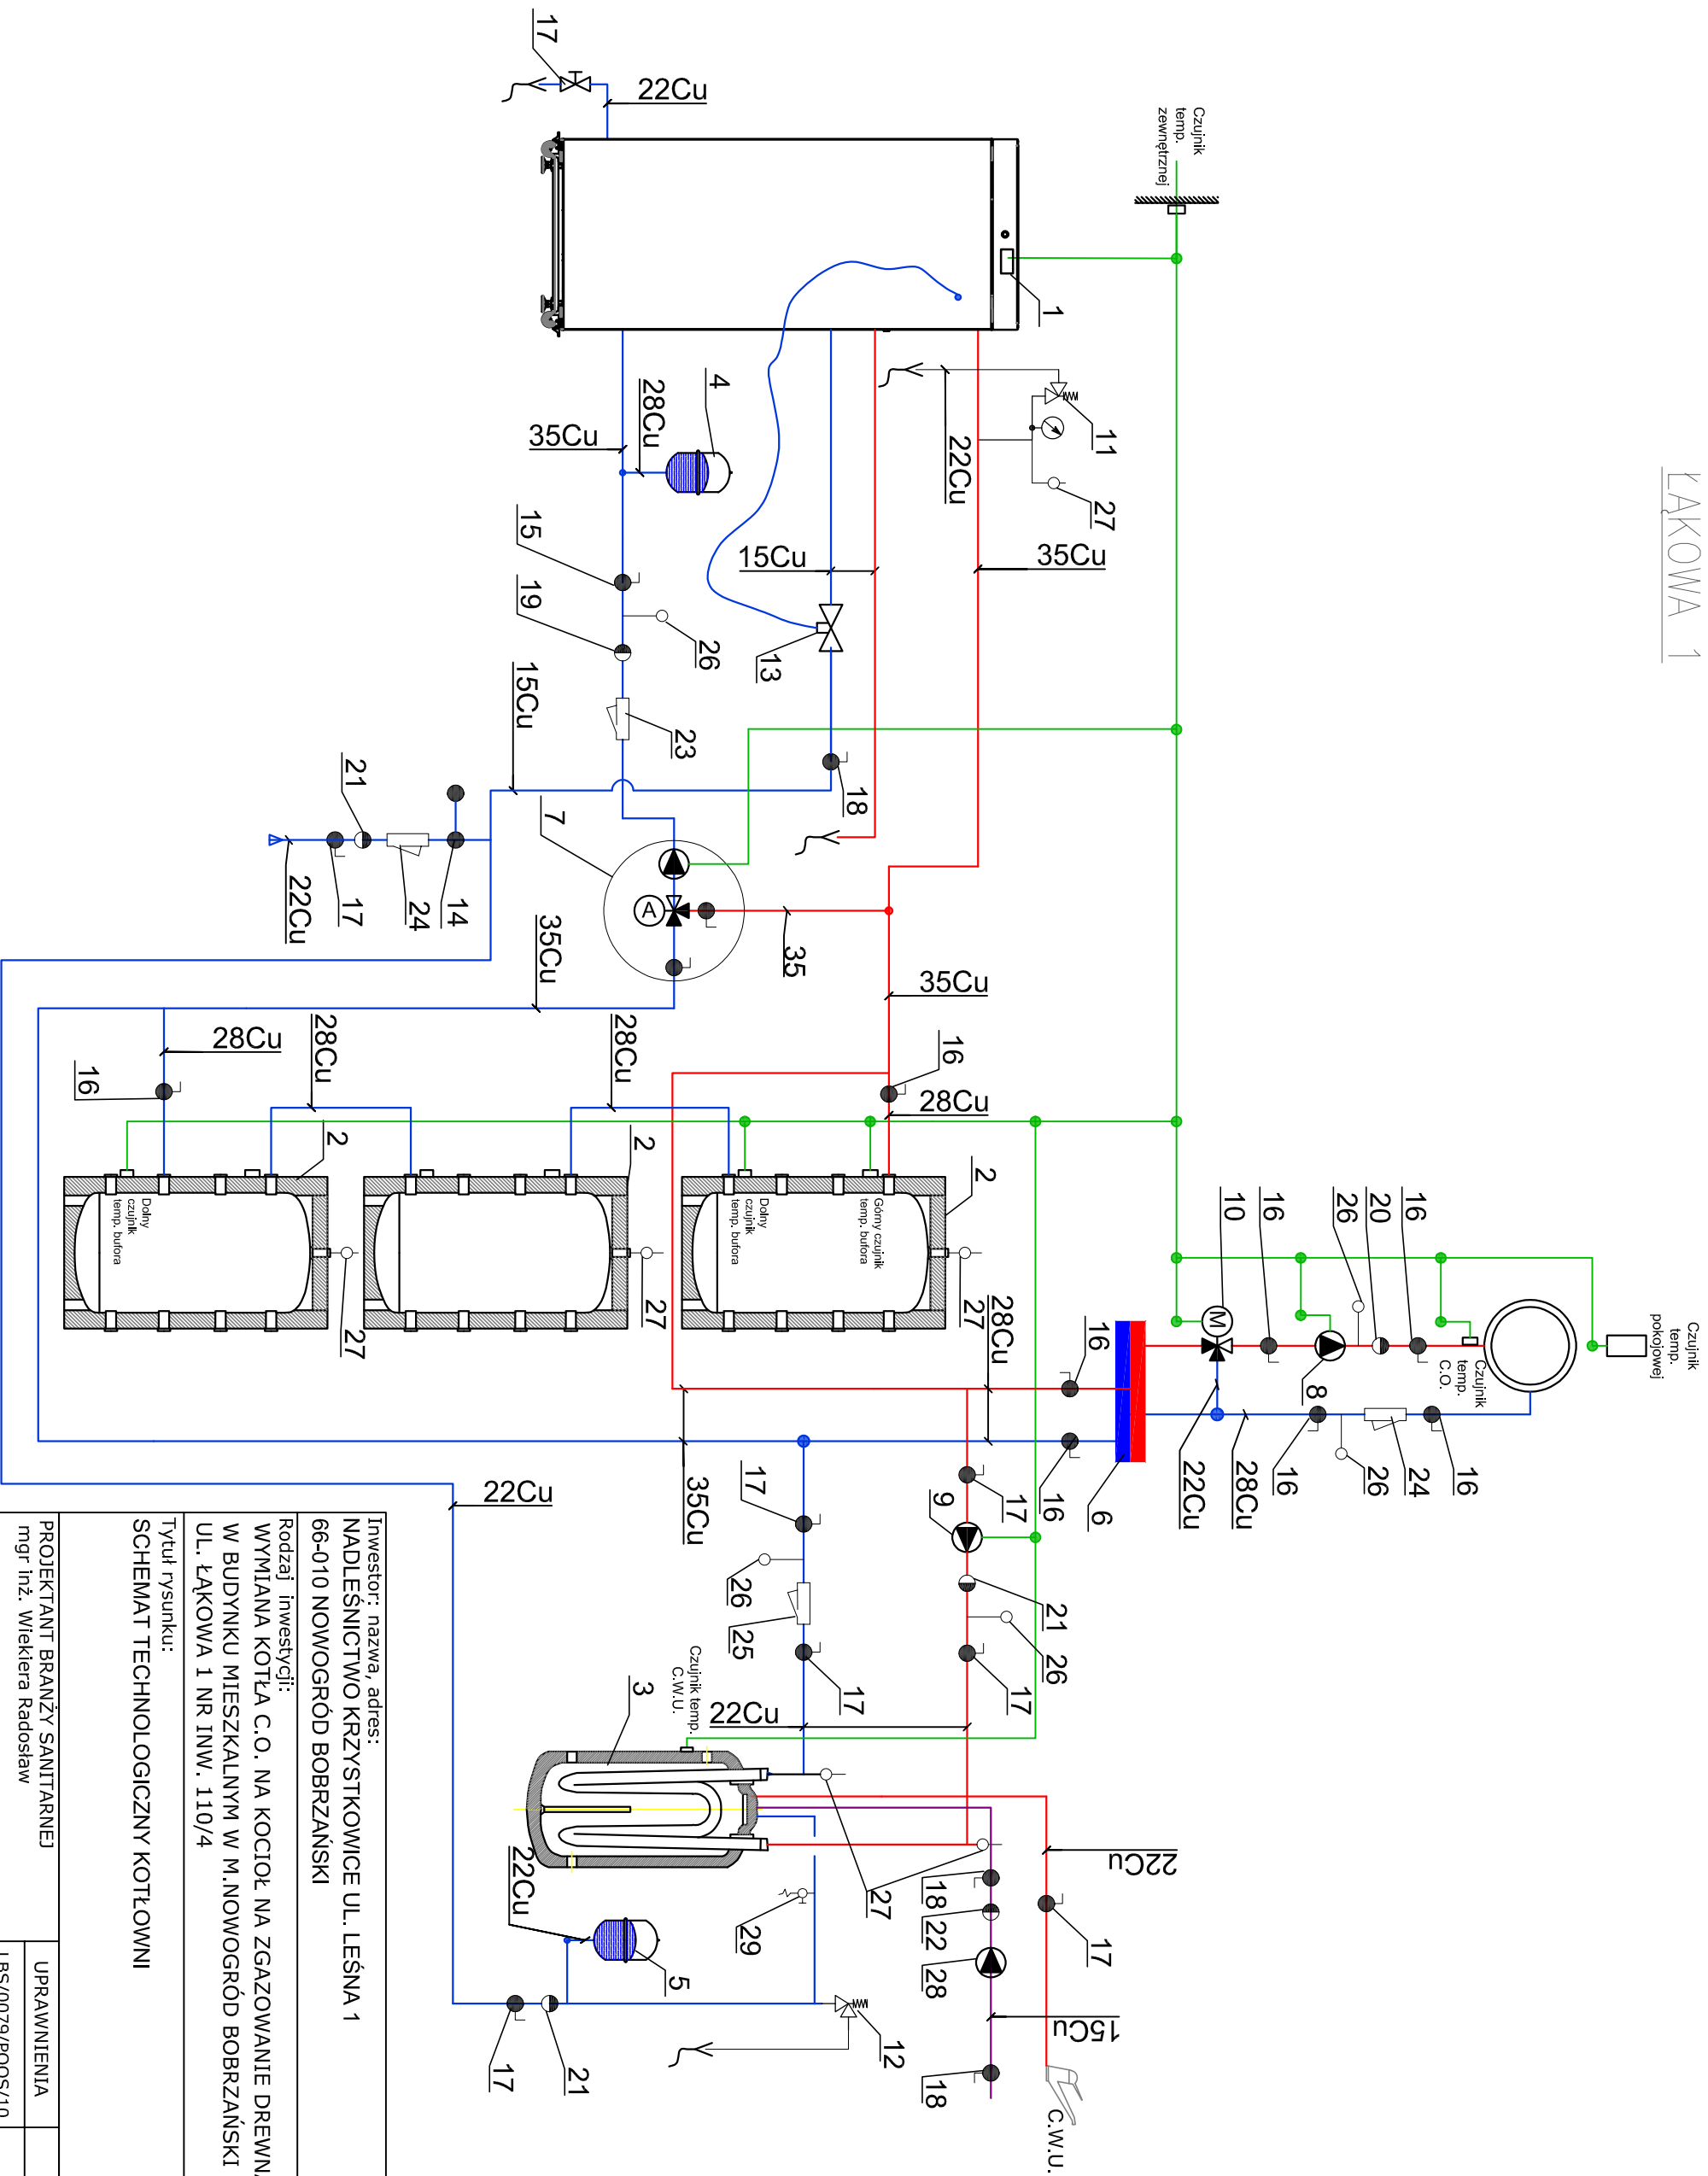 ŁĄKOWA 1
Czujnik
temp.
zewnętrznej
Czujnik
temp.
pokojowej
17
22Cu
1
11
27
22Cu
35Cu
4
28Cu
35Cu
15Cu
13
15
19
26
23
15Cu
18
21
7
14
24
17
22Cu
35
35Cu
35Cu
16
28Cu
28Cu
28Cu
28Cu
16
A
2
2
2
Górny czujnik
temp. bufora
Dolny
czujnik
temp. bufora
Dolny
czujnik
temp. bufora
27
27
27
10
16
26
20
16
M
8
Czujnik
temp.
C.O.
28Cu
16
16
6
22Cu
28Cu
16
26
24
16
35Cu
22Cu
17
26
25
17
9
17
21
26
17
Czujnik temp.
C.W.U.
3
22Cu
22Cu
17
27
18
22
28
15Cu
18
C.W.U.
29
22Cu
5
12
21
17
Inwestor: nazwa, adres:
NADLEŚNICTWO KRZYSTKOWICE UL. LEŚNA 1
66-010 NOWOGRÓD BOBRZAŃSKI
Rodzaj inwestycji:
WYMIANA KOTŁA C.O. NA KOCIOŁ NA ZGAZOWANIE DREWNA
W BUDYNKU MIESZKALNYM W M.NOWOGRÓD BOBRZAŃSKI
UL. ŁĄKOWA 1 NR INW. 110/4
Tytuł rysunku:
SCHEMAT TECHNOLOGICZNY KOTŁOWNI
PROJEKTANT BRANŻY SANITARNEJ
mgr inż. Wiekiera Radosław
UPRAWNIENIA
LBS/0079/POOS/10